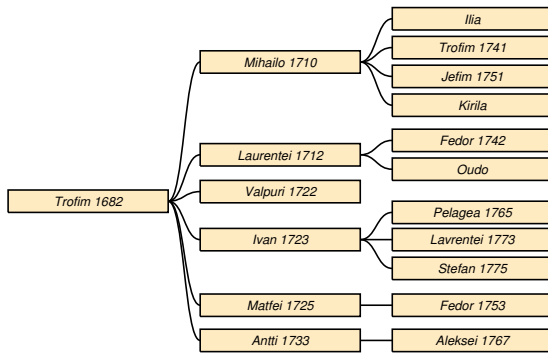 Trofim 1682
Mihailo 1710
Ilia
Trofim 1741
Jefim 1751
Kirila
Laurentei 1712
Fedor 1742
Oudo
Valpuri 1722
Ivan 1723
Pelagea 1765
Lavrentei 1773
Stefan 1775
Matfei 1725
Fedor 1753
Antti 1733
Aleksei 1767